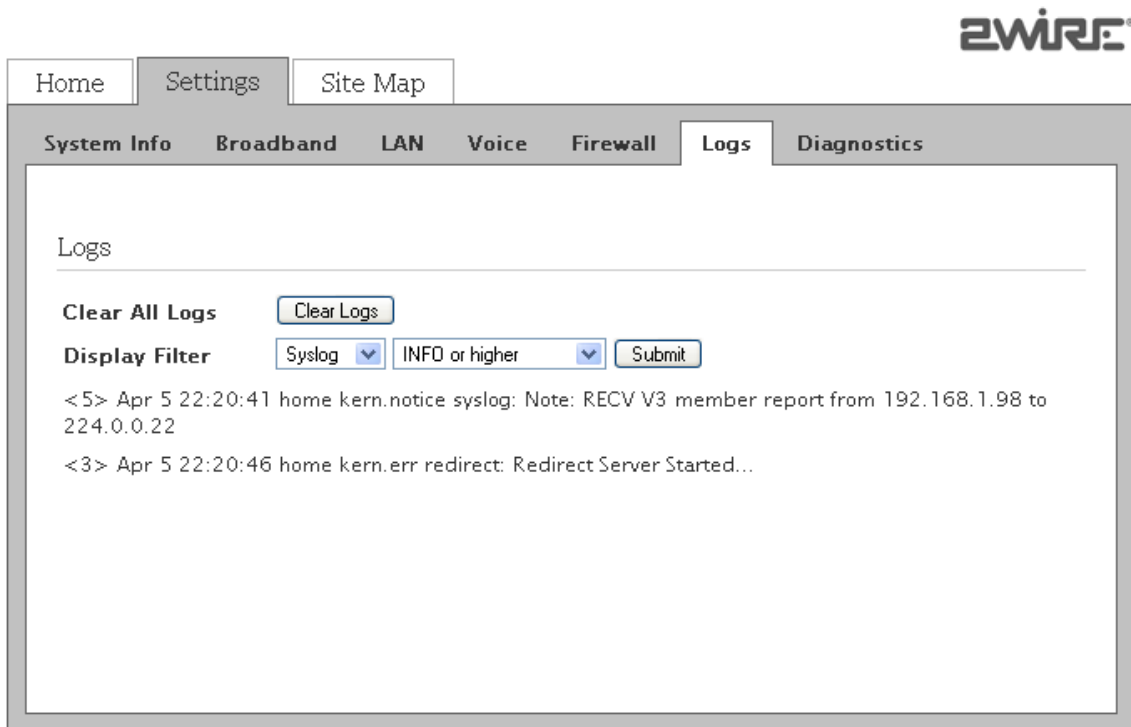 2WIRE
Home Settings Site Map
System Info Broadband LAN Voice Firewall Logs Diagnostics
Logs
Clear All Logs Clear Logs
Display Filter Syslog INFO or higher Submit
<5> Apr 5 22:20:41 home kern.notice syslog: Note: RECV V3 member report from 192.168.1.98 to
224.0.0.22
<3> Apr 5 22:20:46 home kern.err redirect: Redirect Server Started...